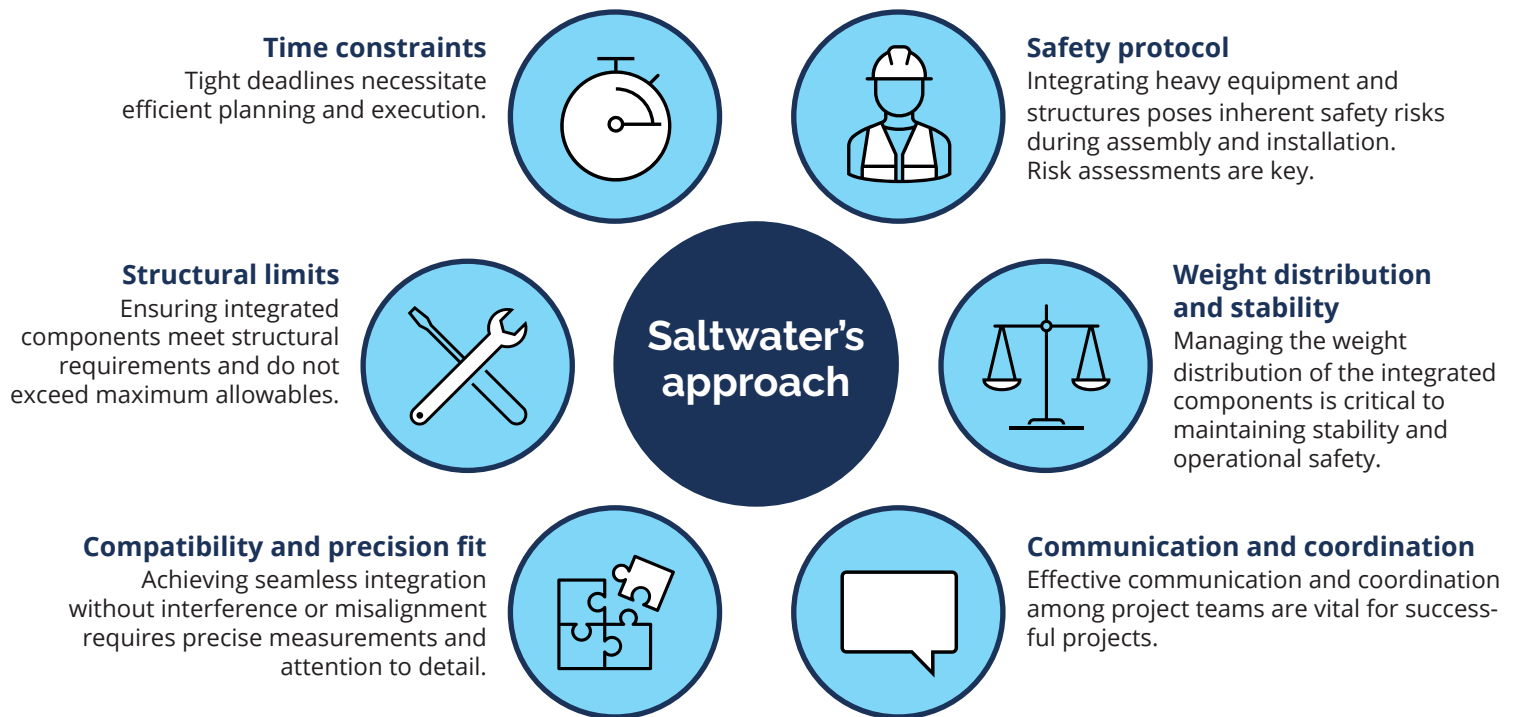 Time constraints
Tight deadlines necessitate
efficient planning and execution.
Safety protocol
Integrating heavy equipment and
structures poses inherent safety risks
during assembly and installation.
Risk assessments are key.
Structural limits
Ensuring integrated
components meet structural
requirements and do not
exceed maximum allowables.
Saltwater’s
approach
Weight distribution
and stability
Managing the weight
distribution of the integrated
components is critical to
maintaining stability and
operational safety.
Compatibility and precision fit
Achieving seamless integration
without interference or misalignment
requires precise measurements and
attention to detail.
Communication and coordination
Effective communication and coordination
among project teams are vital for success-
ful projects.